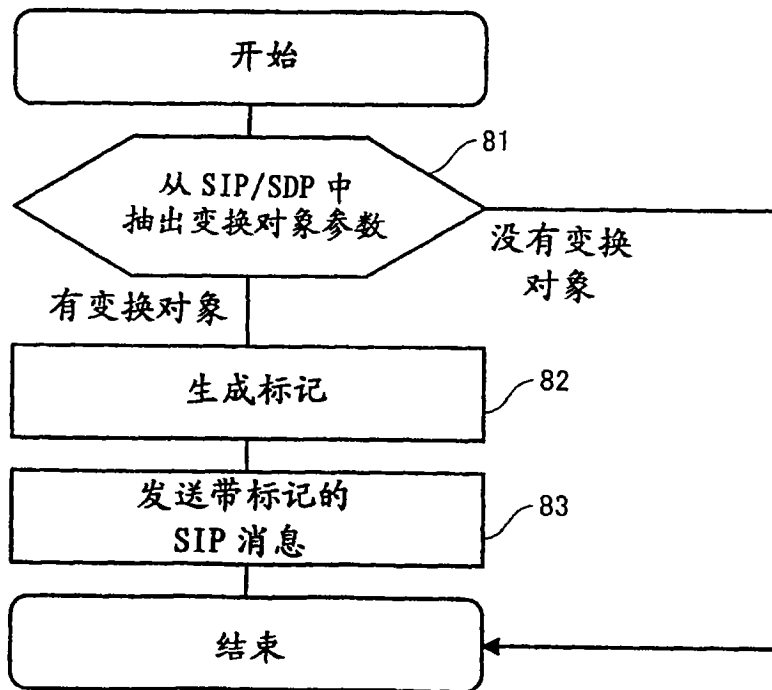 开始
81
从 SIP/SDP 中
抽出变换对象参数
没有变换
对象
有变换对象
生成标记
82
发送带标记的
SIP 消息
83
结束